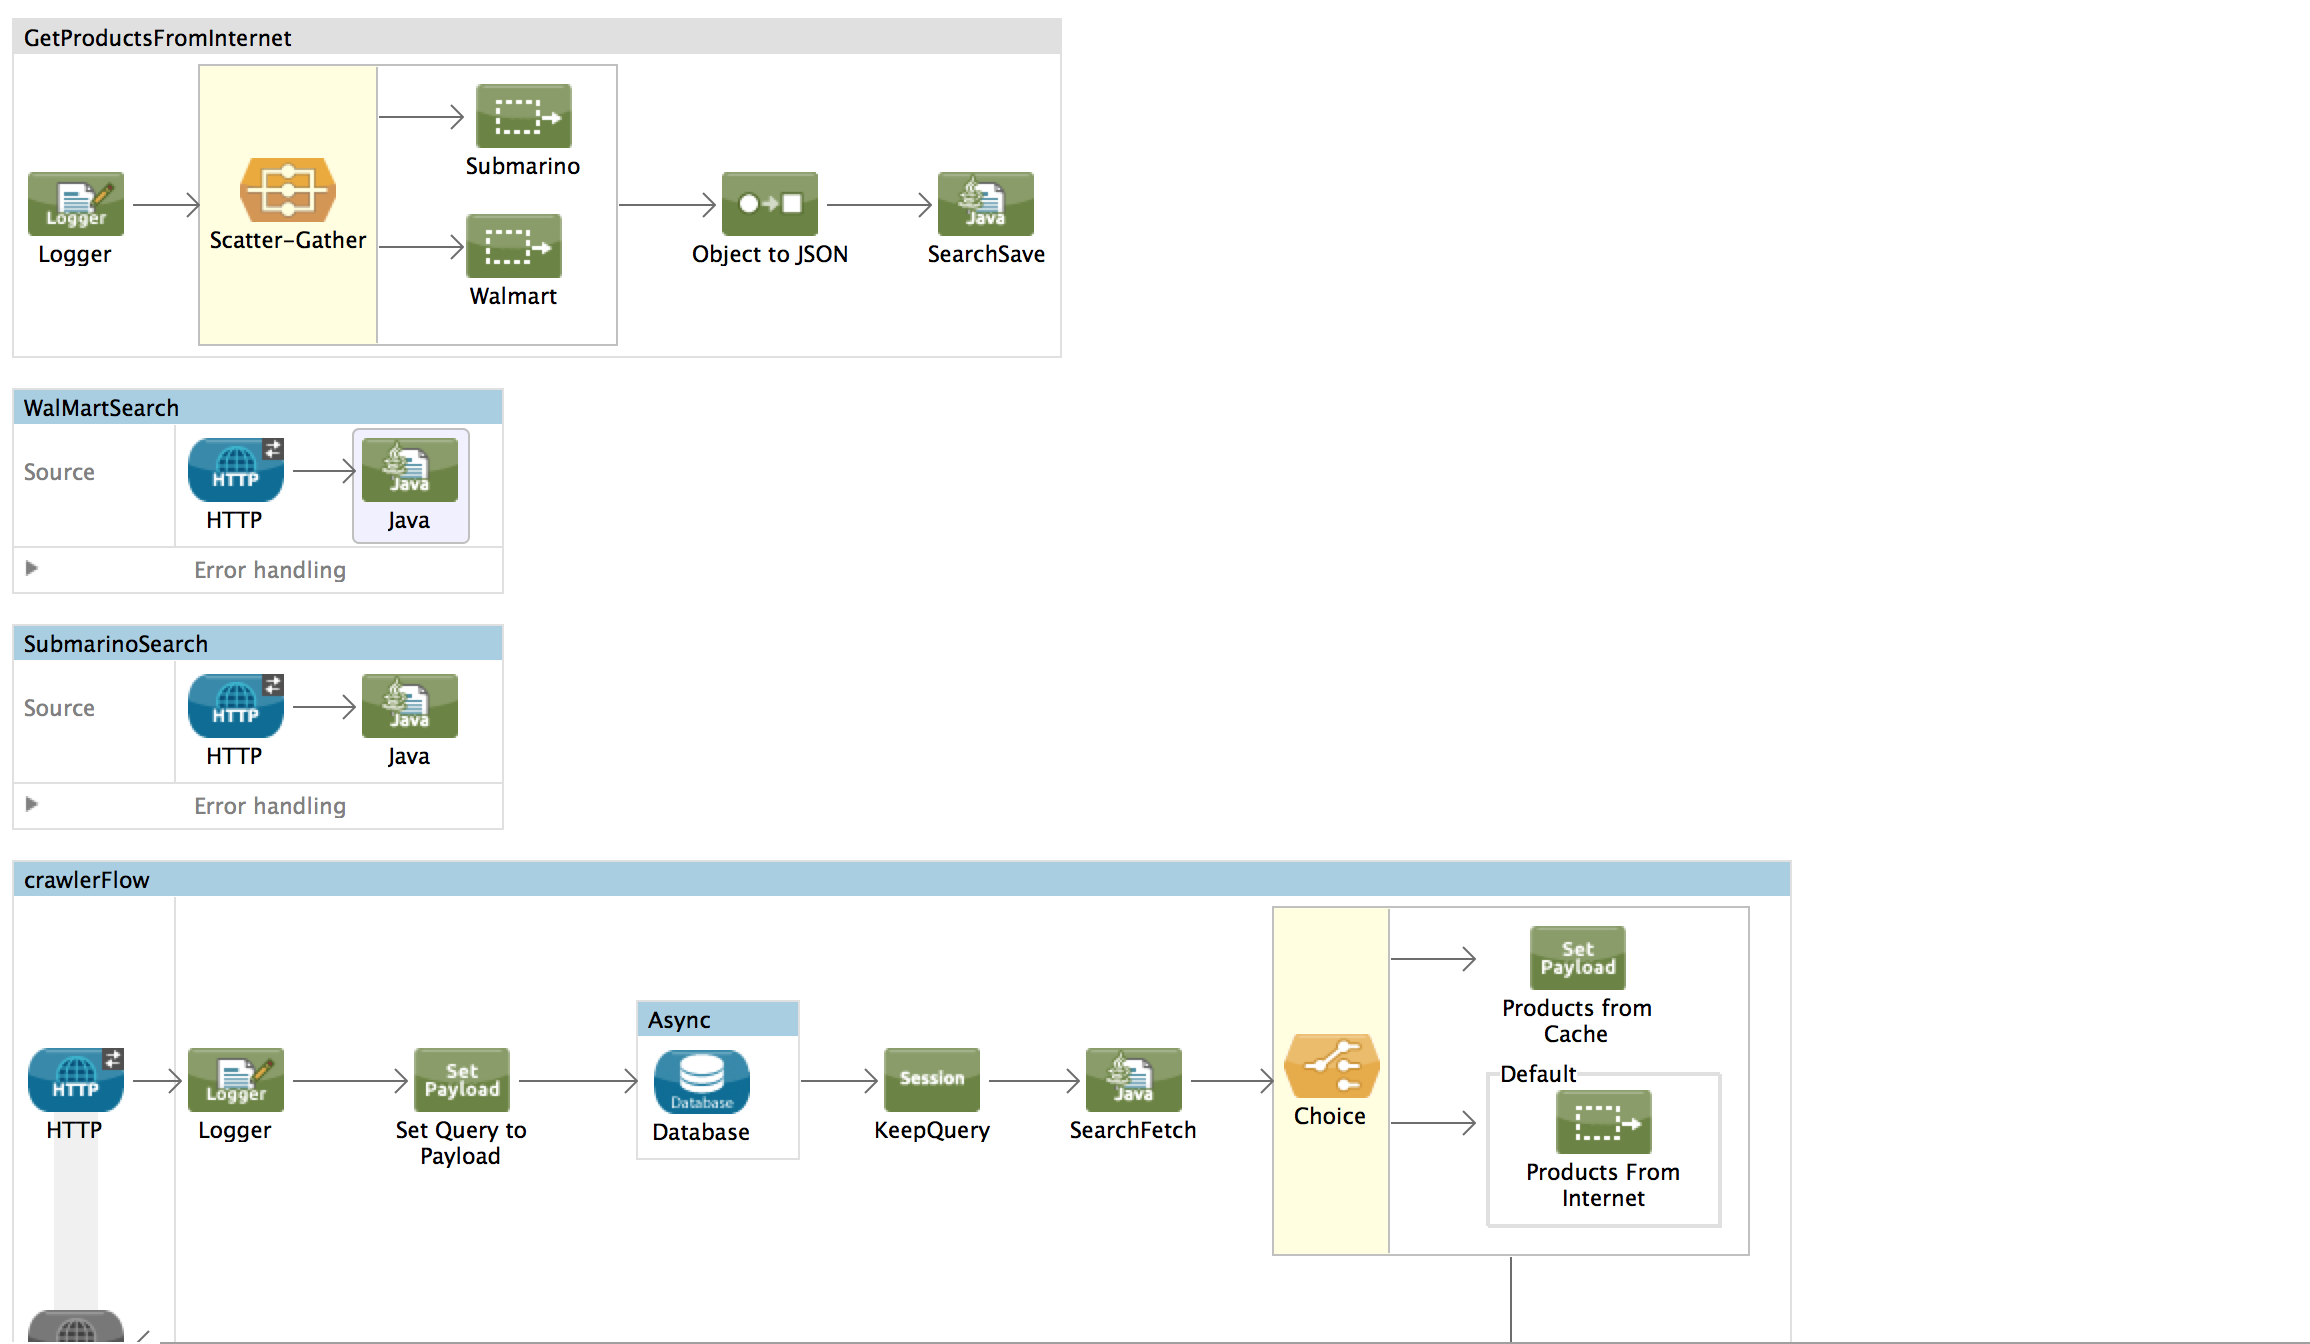 GetProductsFromInternet
Submarino
Logger
Logger
Scatter-Gather
Walmart
Object to JSON
Java
SearchSave
WalMartSearch
Source
HTTP
HTTP
Java
Java
Error handling
SubmarinoSearch
Source
HTTP
HTTP
Java
Java
Error handling
crawlerFlow
HTTP
HTTP
Logger
Logger
Set
Payload
Set Query to
Payload
Async
Database
Database
Session
KeepQuery
Java
SearchFetch
Choice
Set
Payload
Products from
Cache
Default
Products From
Internet